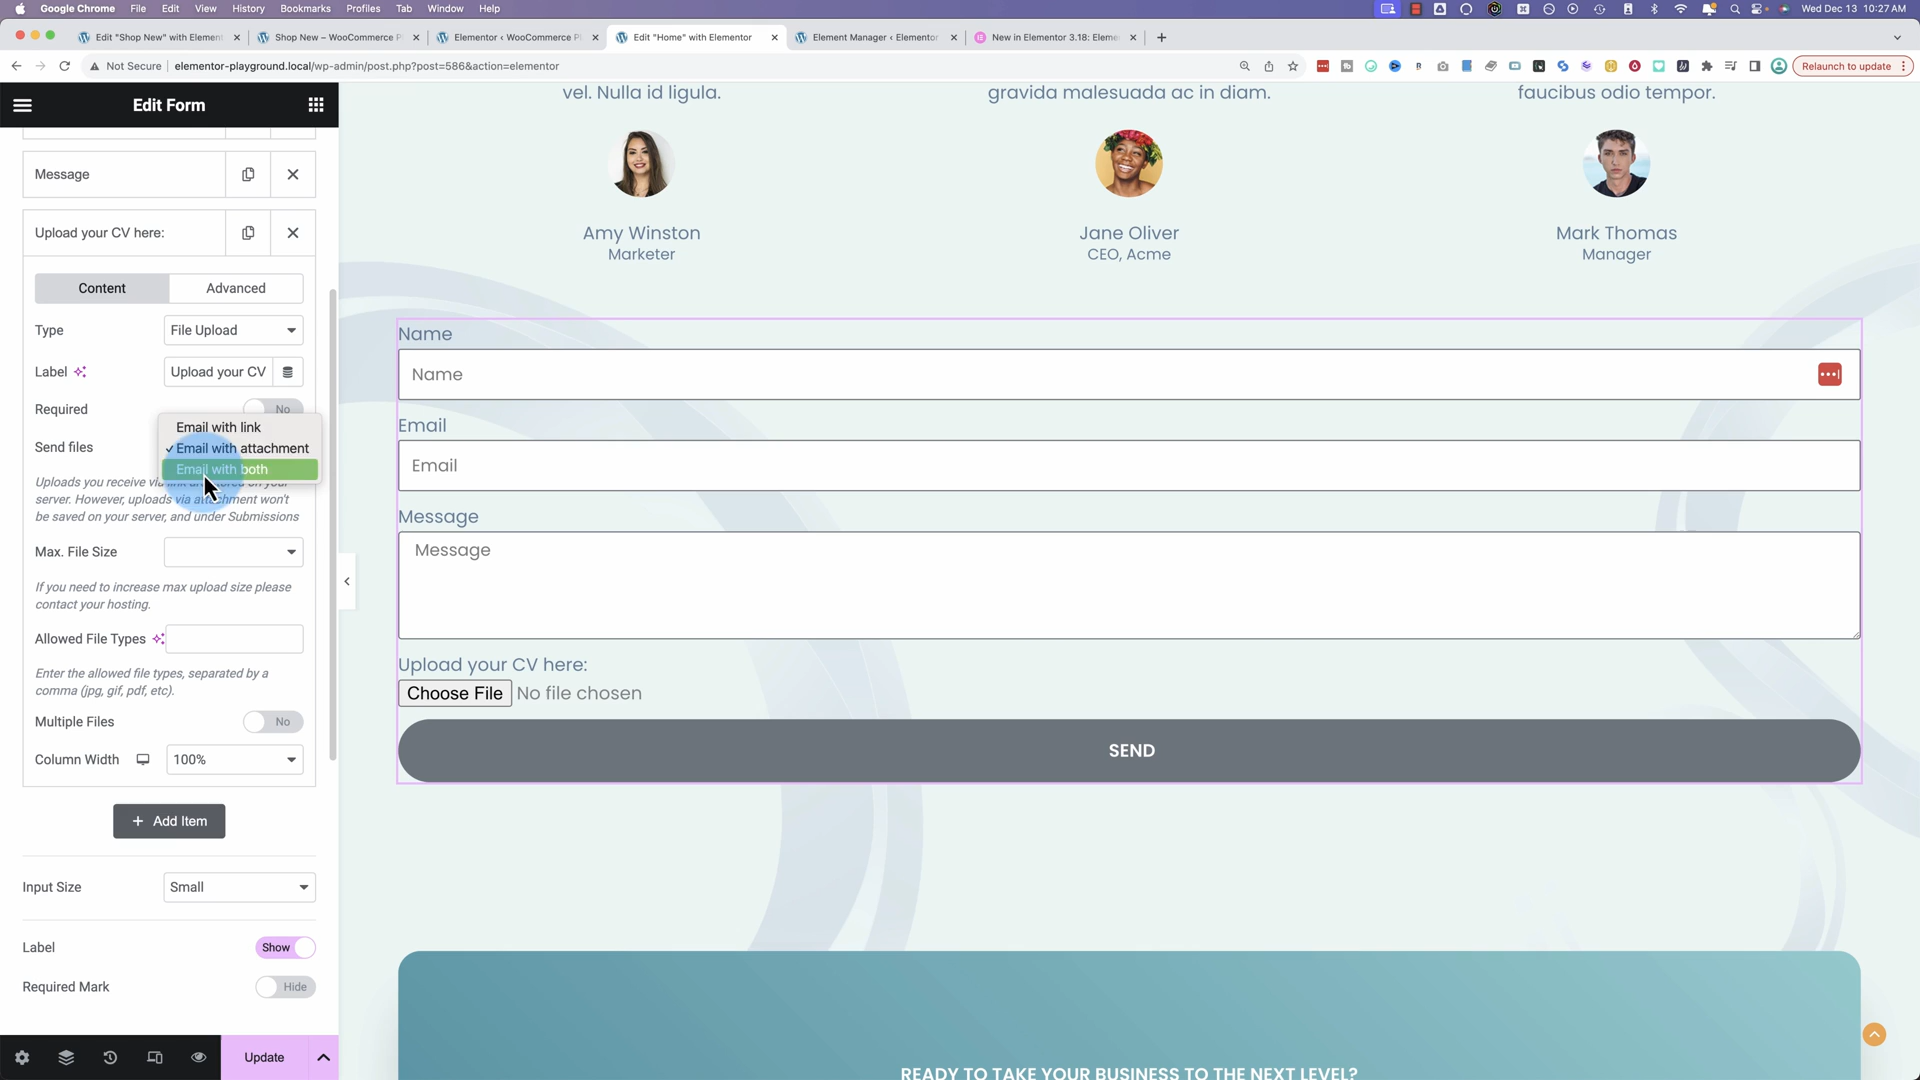 Google Chrome File Edit View History Bookmarks Profiles Tab Window Help Wed Dec 13 10:27 AM
Edit "Shop New" with Element Shop New – WooCommerce P Elementor ‹ WooCommerce Pl Edit "Home" with Elementor Element Manager ‹ Elementor New in Elementor 3.18: Eleme
Not Secure elementor-playground.local/wp-admin/post.php?post=586&action=elementor Relaunch to update
Edit Form
Message
Upload your CV here:
Content Advanced
Type File Upload
Label Upload your CV
Required No
Email with link
Send files ✓ Email with attachment
Email with both
Uploads you receive via link are stored on your
server. However, uploads via attachment won't
be saved on your server, and under Submissions
Max. File Size
If you need to increase max upload size please
contact your hosting.
Allowed File Types
Enter the allowed file types, separated by a
comma (jpg, gif, pdf, etc).
Multiple Files No
Column Width 100%
+ Add Item
Input Size Small
Label Show
Required Mark Hide
Update
vel. Nulla id ligula.
gravida malesuada ac in diam.
faucibus odio tempor.
Amy Winston
Marketer
Jane Oliver
CEO, Acme
Mark Thomas
Manager
Name
Name
Email
Email
Message
Message
Upload your CV here:
Choose File No file chosen
SEND
READY TO TAKE YOUR BUSINESS TO THE NEXT LEVEL?